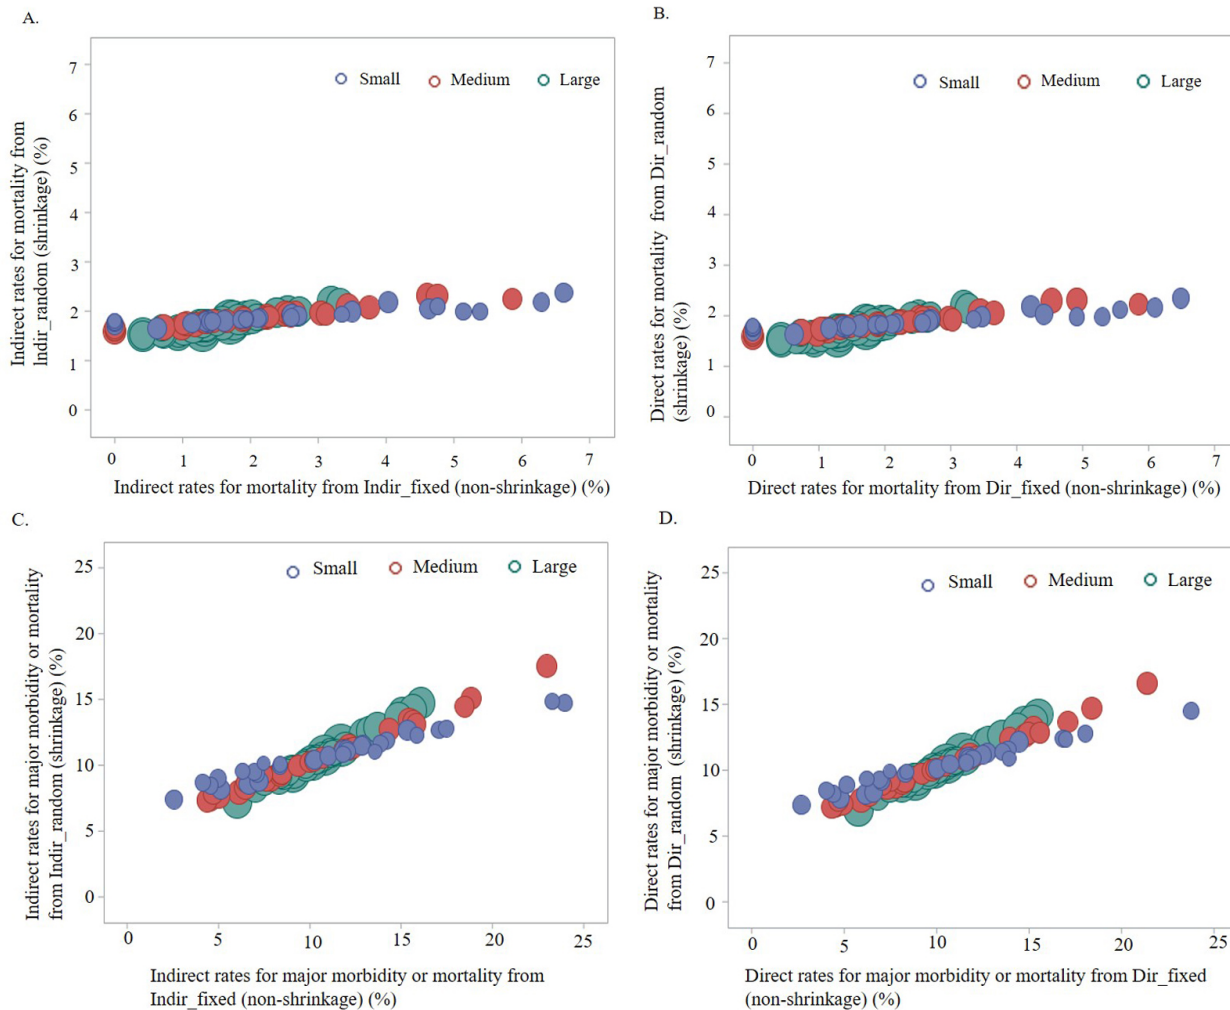 A.
7
6
5
4
3
2
1
0
Indirect rates for mortality from
Indir_random (shrinkage) (%)
Small
Medium
Large
0 1 2 3 4 5 6 7
Indirect rates for mortality from Indir_fixed (non-shrinkage) (%)
B.
7
6
5
4
3
2
1
0
Direct rates for mortality from Dir_random
(shrinkage) (%)
Small
Medium
Large
0 1 2 3 4 5 6 7
Direct rates for mortality from Dir_fixed (non-shrinkage) (%)
C.
25
20
15
10
5
0
Indirect rates for major morbidity or mortality
from Indir_random (shrinkage) (%)
Small
Medium
Large
0 5 10 15 20 25
Indirect rates for major morbidity or mortality from
Indir_fixed (non-shrinkage) (%)
D.
25
20
15
10
5
0
Direct rates for major morbidity or mortality
from Dir_random (shrinkage) (%)
Small
Medium
Large
0 5 10 15 20 25
Direct rates for major morbidity or mortality from Dir_fixed
(non-shrinkage) (%)